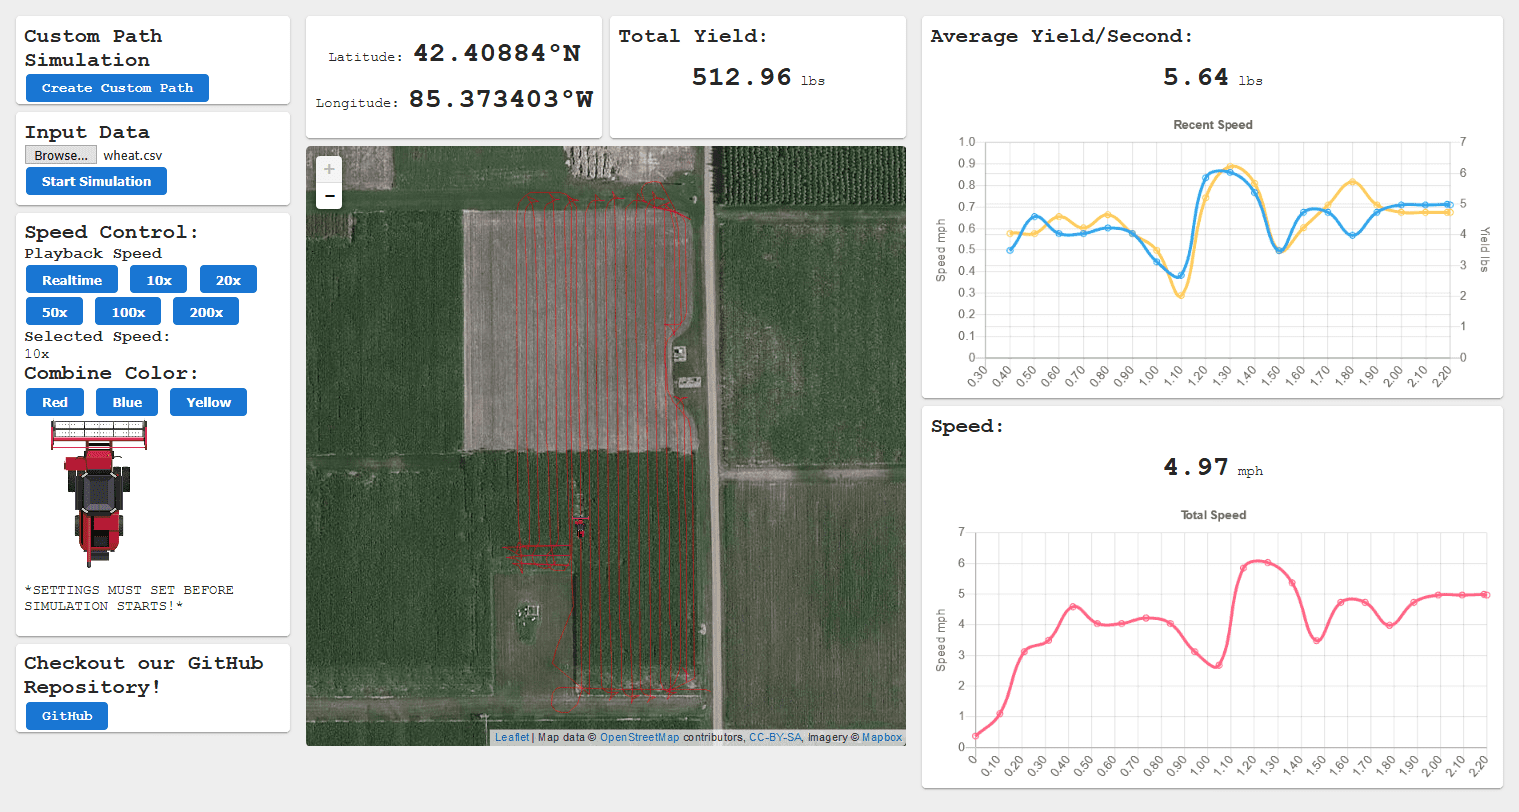 Custom Path
Simulation
Create Custom Path
Input Data
Browse... wheat.csv
Start Simulation
Speed Control:
Playback Speed
Realtime 10x 20x
50x 100x 200x
Selected Speed:
10x
Combine Color:
Red Blue Yellow
*SETTINGS MUST SET BEFORE
SIMULATION STARTS!*
Checkout our GitHub
Repository!
GitHub
Latitude: 42.40884°N
Longitude: 85.373403°W
Total Yield:
512.96 lbs
+
−
Leaflet | Map data © OpenStreetMap contributors, CC-BY-SA, Imagery © Mapbox
Average Yield/Second:
5.64 lbs
Recent Speed
Speed mph
1.0
0.9
0.8
0.7
0.6
0.5
0.4
0.3
0.2
0.1
0
7
6
5
4
3
2
1
0
Yield lbs
0.30 0.40 0.50 0.60 0.70 0.80 0.90 1.00 1.10 1.20 1.30 1.40 1.50 1.60 1.70 1.80 1.90 2.00 2.10 2.20
Speed:
4.97 mph
Total Speed
Speed mph
7
6
5
4
3
2
1
0
0 0.10 0.20 0.30 0.40 0.50 0.60 0.70 0.80 0.90 1.00 1.10 1.20 1.30 1.40 1.50 1.60 1.70 1.80 1.90 2.00 2.10 2.20